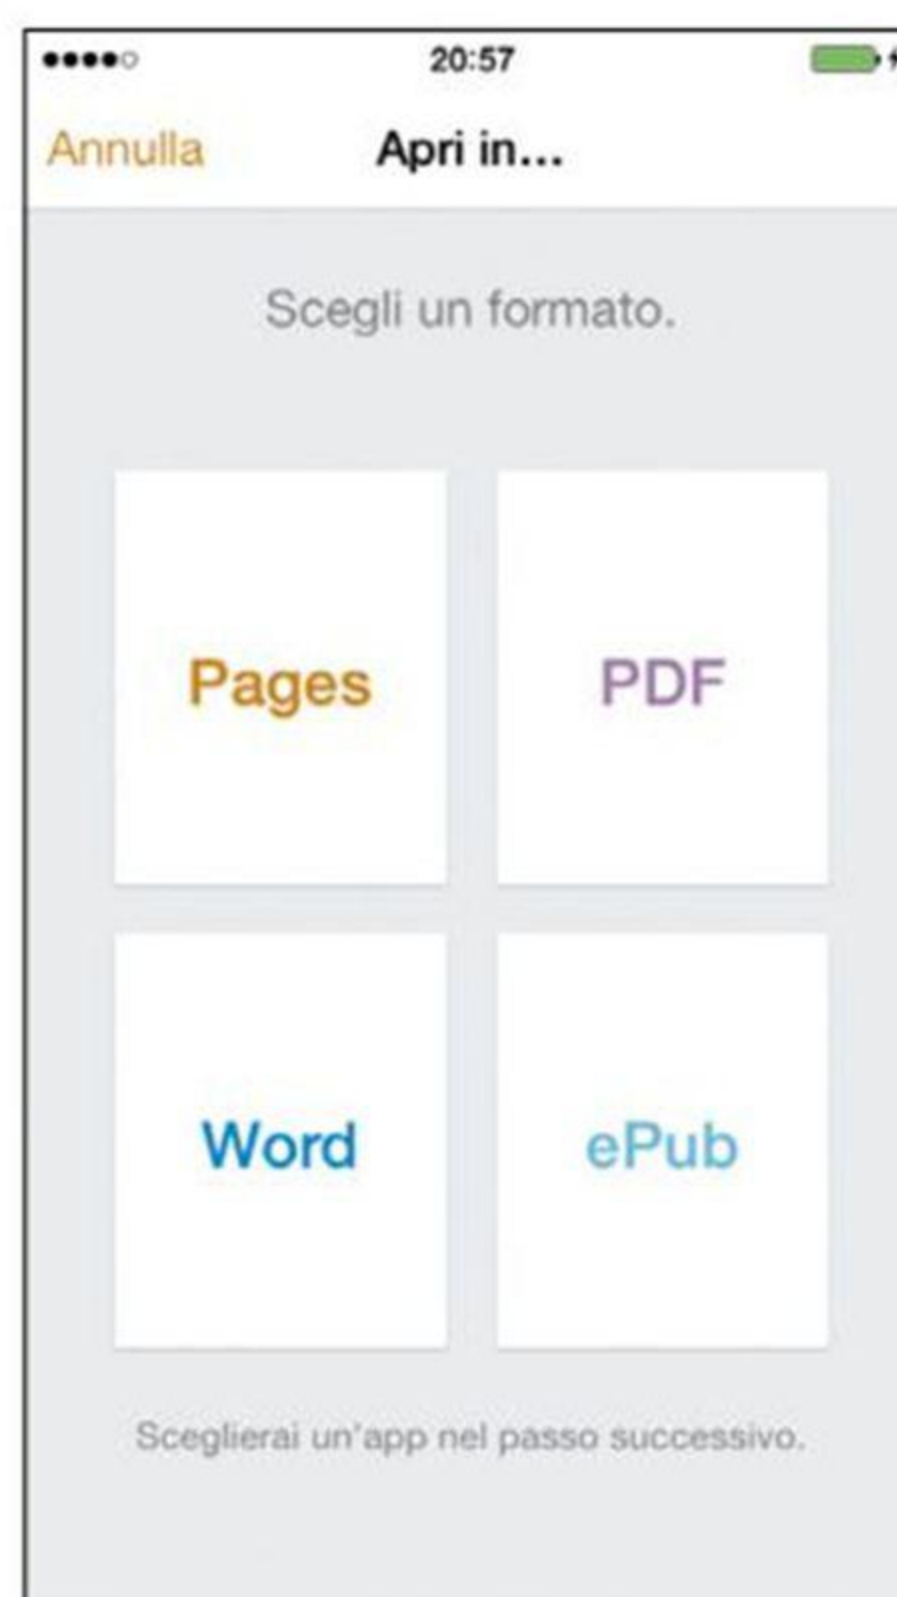 20:57
Annulla
Apri in...
Scegli un formato.
Pages
PDF
Word
ePub
Sceglierai un'app nel passo successivo.